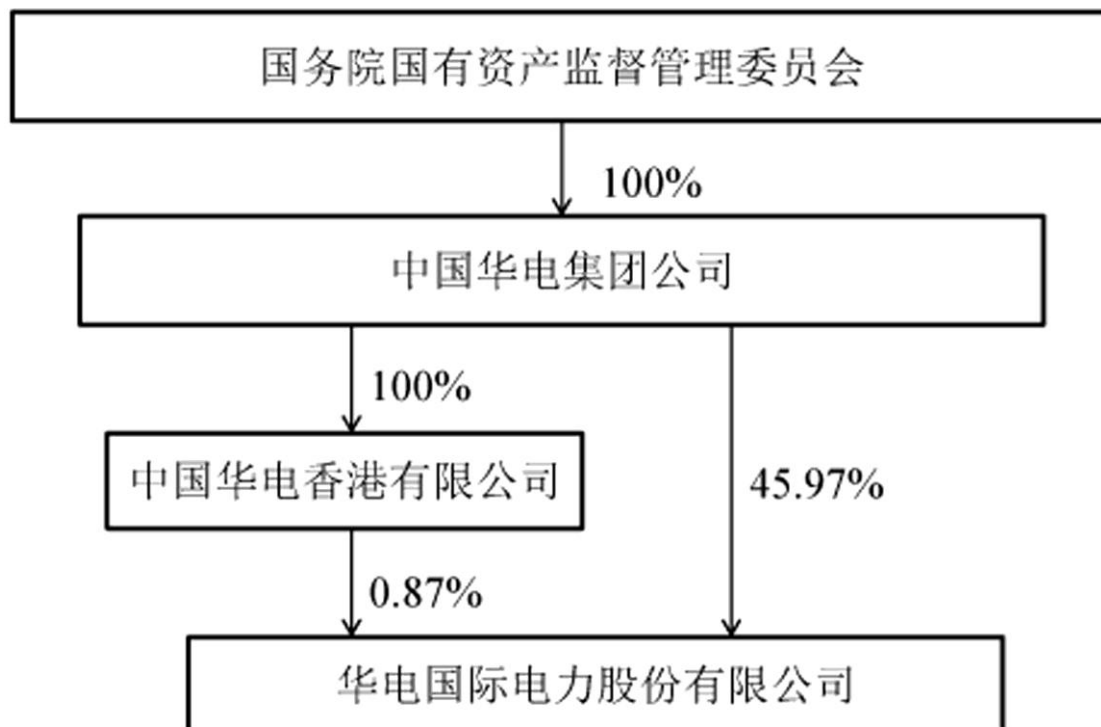 国务院国有资产监督管理委员会
100%
中国华电集团公司
100%
中国华电香港有限公司
45.97%
0.87%
华电国际电力股份有限公司